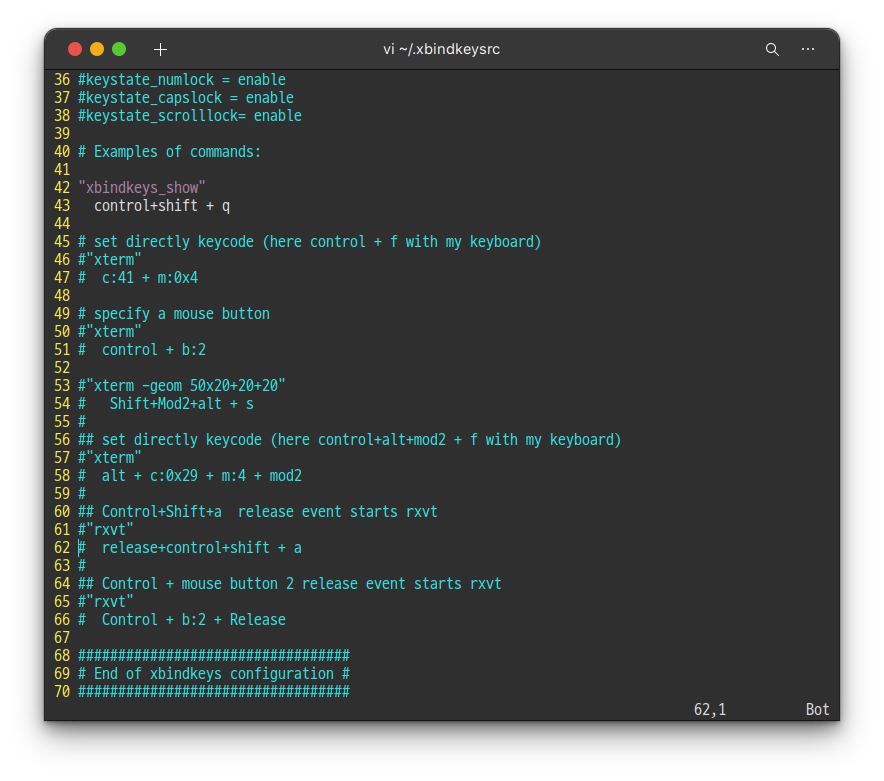 vi ~/.xbindkeysrc
36 #keystate_numlock = enable
37 #keystate_capslock = enable
38 #keystate_scrolllock= enable
39
40 # Examples of commands:
41
42 "xbindkeys_show"
43   control+shift + q
44
45 # set directly keycode (here control + f with my keyboard)
46 #"xterm"
47 #  c:41 + m:0x4
48
49 # specify a mouse button
50 #"xterm"
51 #  control + b:2
52
53 #"xterm -geom 50x20+20+20"
54 #   Shift+Mod2+alt + s
55 #
56 ## set directly keycode (here control+alt+mod2 + f with my keyboard)
57 #"xterm"
58 #  alt + c:0x29 + m:4 + mod2
59 #
60 ## Control+Shift+a  release event starts rxvt
61 #"rxvt"
62 #  release+control+shift + a
63 #
64 ## Control + mouse button 2 release event starts rxvt
65 #"rxvt"
66 #  Control + b:2 + Release
67
68 ##################################
69 # End of xbindkeys configuration #
70 ##################################
62,1 Bot